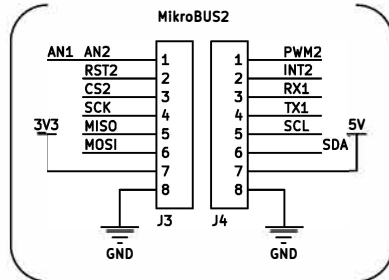 MikroBUS2
AN1 AN2 1 1 PWM2
RST2 2 2 INT2
CS2 3 3 RX1
SCK 4 4 TX1
3V3 MISO 5 5 SCL 5V
MOSI 6 6 SDA
7 7
8 8
J3 J4
GND GND